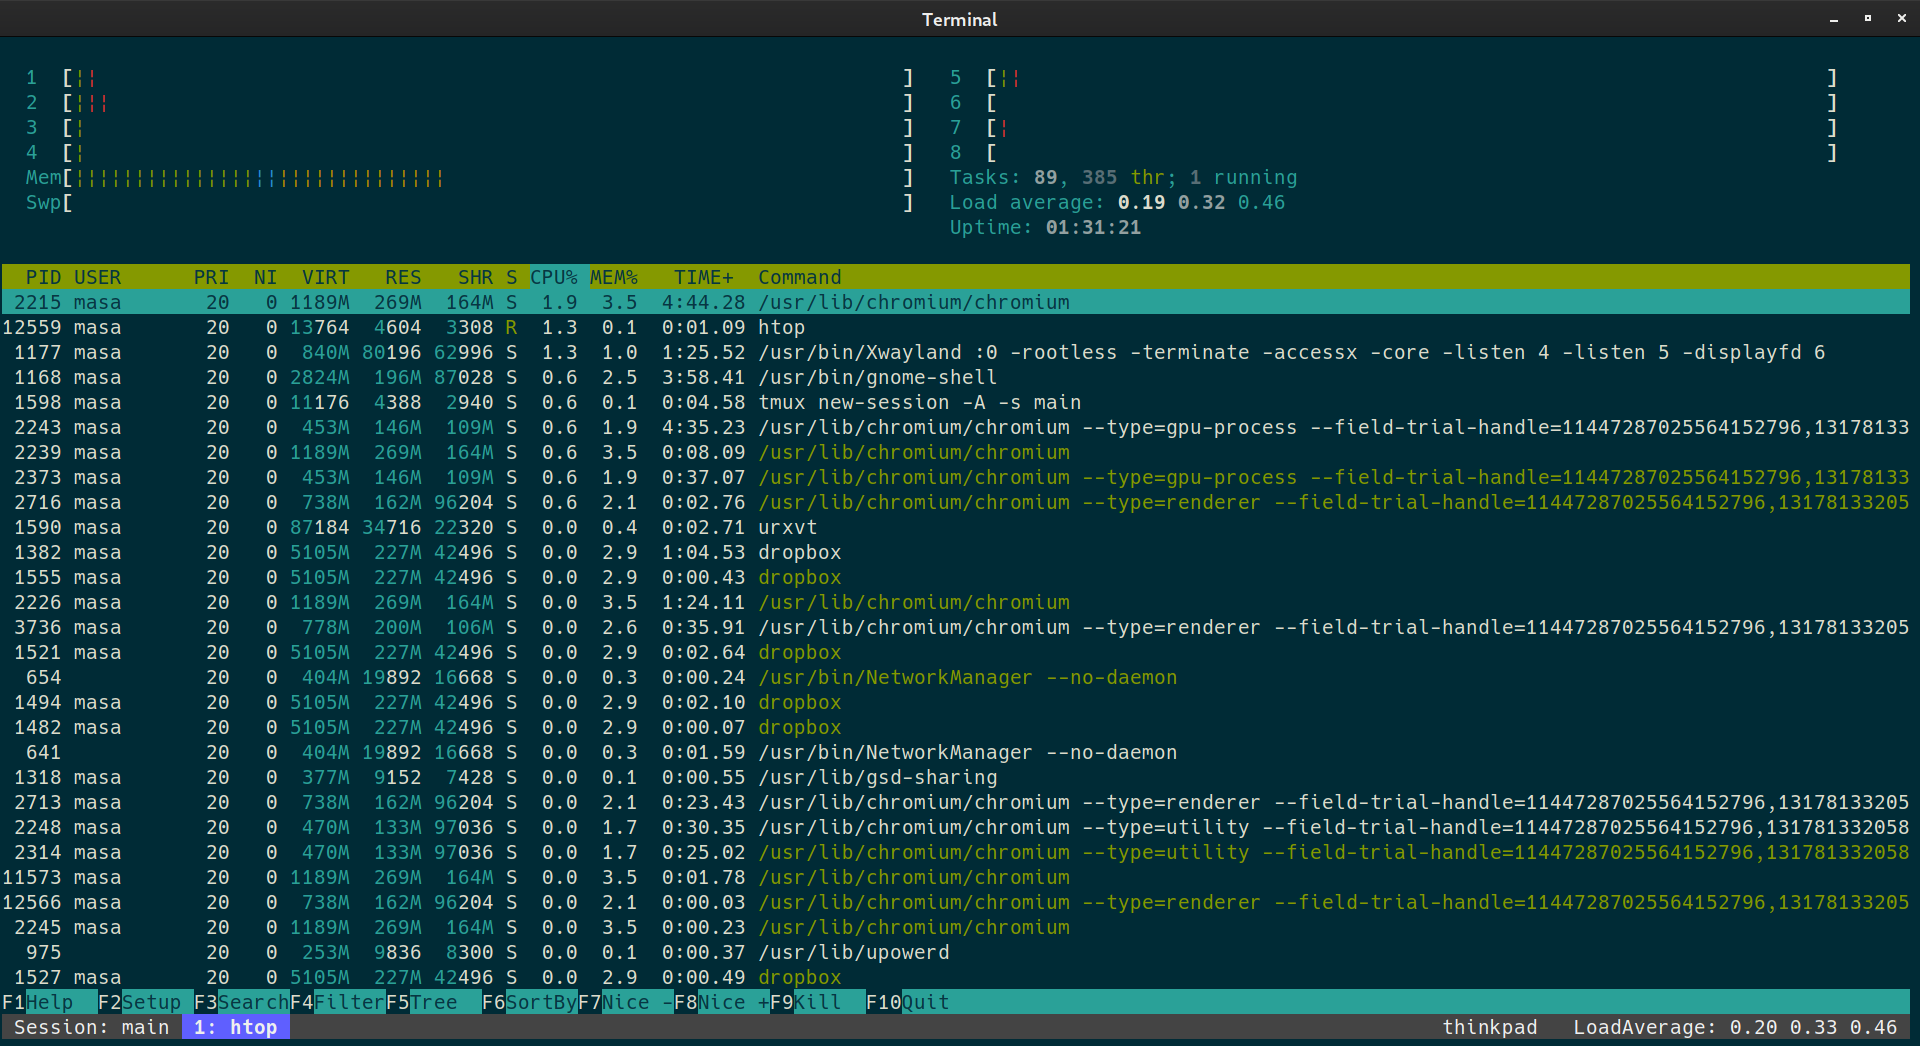 Terminal
1 [¦¦ ] 5 [¦¦ ]
2 [¦¦¦ ] 6 [ ]
3 [¦ ] 7 [¦ ]
4 [¦ ] 8 [ ]
Mem[¦¦¦¦¦¦¦¦¦¦¦¦¦¦¦¦¦¦¦¦¦¦¦¦¦¦¦¦¦¦¦ ] Tasks: 89, 385 thr; 1 running
Swp[ ] Load average: 0.19 0.32 0.46
Uptime: 01:31:21
PID USER PRI NI VIRT RES SHR S CPU% MEM% TIME+ Command
2215 masa 20 0 1189M 269M 164M S 1.9 3.5 4:44.28 /usr/lib/chromium/chromium
12559 masa 20 0 13764 4604 3308 R 1.3 0.1 0:01.09 htop
1177 masa 20 0 840M 80196 62996 S 1.3 1.0 1:25.52 /usr/bin/Xwayland :0 -rootless -terminate -accessx -core -listen 4 -listen 5 -displayfd 6
1168 masa 20 0 2824M 196M 87028 S 0.6 2.5 3:58.41 /usr/bin/gnome-shell
1598 masa 20 0 11176 4388 2940 S 0.6 0.1 0:04.58 tmux new-session -A -s main
2243 masa 20 0 453M 146M 109M S 0.6 1.9 4:35.23 /usr/lib/chromium/chromium --type=gpu-process --field-trial-handle=11447287025564152796,13178133
2239 masa 20 0 1189M 269M 164M S 0.6 3.5 0:08.09 /usr/lib/chromium/chromium
2373 masa 20 0 453M 146M 109M S 0.6 1.9 0:37.07 /usr/lib/chromium/chromium --type=gpu-process --field-trial-handle=11447287025564152796,13178133
2716 masa 20 0 738M 162M 96204 S 0.6 2.1 0:02.76 /usr/lib/chromium/chromium --type=renderer --field-trial-handle=11447287025564152796,13178133205
1590 masa 20 0 87184 34716 22320 S 0.0 0.4 0:02.71 urxvt
1382 masa 20 0 5105M 227M 42496 S 0.0 2.9 1:04.53 dropbox
1555 masa 20 0 5105M 227M 42496 S 0.0 2.9 0:00.43 dropbox
2226 masa 20 0 1189M 269M 164M S 0.0 3.5 1:24.11 /usr/lib/chromium/chromium
3736 masa 20 0 778M 200M 106M S 0.0 2.6 0:35.91 /usr/lib/chromium/chromium --type=renderer --field-trial-handle=11447287025564152796,13178133205
1521 masa 20 0 5105M 227M 42496 S 0.0 2.9 0:02.64 dropbox
654 20 0 404M 19892 16668 S 0.0 0.3 0:00.24 /usr/bin/NetworkManager --no-daemon
1494 masa 20 0 5105M 227M 42496 S 0.0 2.9 0:02.10 dropbox
1482 masa 20 0 5105M 227M 42496 S 0.0 2.9 0:00.07 dropbox
641 20 0 404M 19892 16668 S 0.0 0.3 0:01.59 /usr/bin/NetworkManager --no-daemon
1318 masa 20 0 377M 9152 7428 S 0.0 0.1 0:00.55 /usr/lib/gsd-sharing
2713 masa 20 0 738M 162M 96204 S 0.0 2.1 0:23.43 /usr/lib/chromium/chromium --type=renderer --field-trial-handle=11447287025564152796,13178133205
2248 masa 20 0 470M 133M 97036 S 0.0 1.7 0:30.35 /usr/lib/chromium/chromium --type=utility --field-trial-handle=11447287025564152796,131781332058
2314 masa 20 0 470M 133M 97036 S 0.0 1.7 0:25.02 /usr/lib/chromium/chromium --type=utility --field-trial-handle=11447287025564152796,131781332058
11573 masa 20 0 1189M 269M 164M S 0.0 3.5 0:01.78 /usr/lib/chromium/chromium
12566 masa 20 0 738M 162M 96204 S 0.0 2.1 0:00.03 /usr/lib/chromium/chromium --type=renderer --field-trial-handle=11447287025564152796,13178133205
2245 masa 20 0 1189M 269M 164M S 0.0 3.5 0:00.23 /usr/lib/chromium/chromium
975 20 0 253M 9836 8300 S 0.0 0.1 0:00.37 /usr/lib/upowerd
1527 masa 20 0 5105M 227M 42496 S 0.0 2.9 0:00.49 dropbox
F1Help F2Setup F3SearchF4FilterF5Tree F6SortByF7Nice -F8Nice +F9Kill F10Quit
Session: main 1: htop thinkpad LoadAverage: 0.20 0.33 0.46